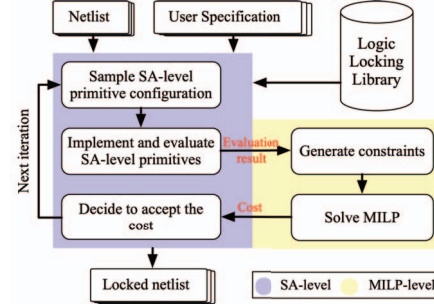 Netlist
User Specification
Logic
Locking
Library
Sample SA-level
primitive configuration
Next iteration
Implement and evaluate
SA-level primitives
Evaluation
result
Generate constraints
Decide to accept the
cost
Cost
Solve MILP
Locked netlist
SA-level
MILP-level